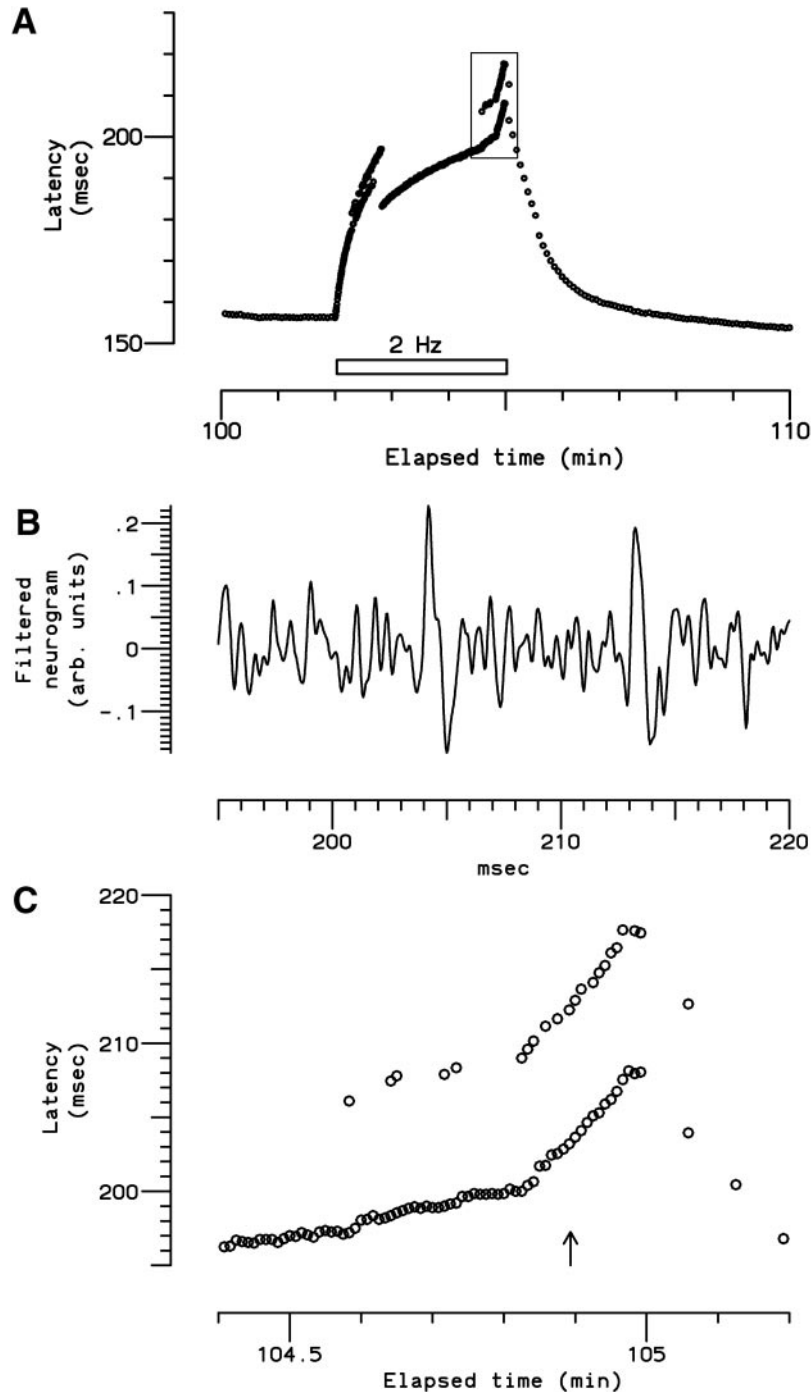 A
200
150
Latency
(msec)
2 Hz
100
110
Elapsed time (min)
B
.2
.1
0
-.1
Filtered
neurogram
(arb. units)
200
210
220
msec
C
220
210
200
Latency
(msec)
104.5
105
Elapsed time (min)